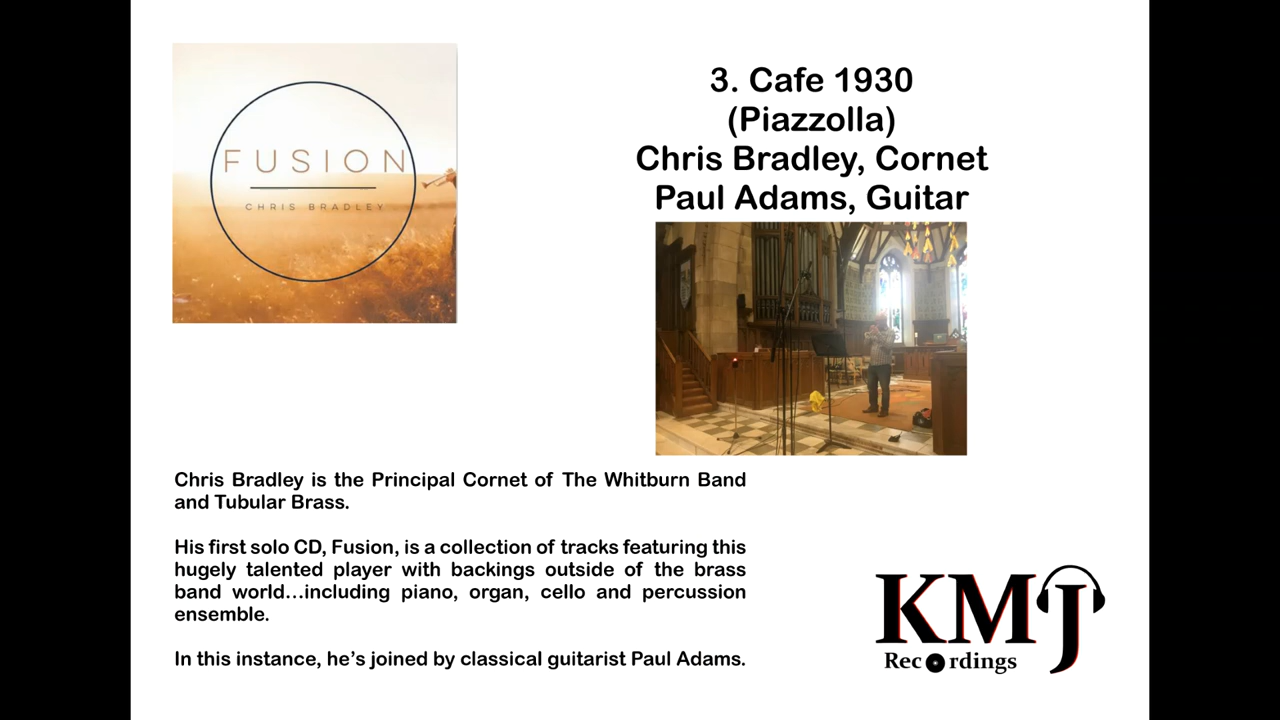 FUSION
CHRIS BRADLEY
3. Cafe 1930
(Piazzolla)
Chris Bradley, Cornet
Paul Adams, Guitar
Chris Bradley is the Principal Cornet of The Whitburn Band
and Tubular Brass.
His first solo CD, Fusion, is a collection of tracks featuring this
hugely talented player with backings outside of the brass
band world...including piano, organ, cello and percussion
ensemble.
In this instance, he’s joined by classical guitarist Paul Adams.
KMJ
Recordings